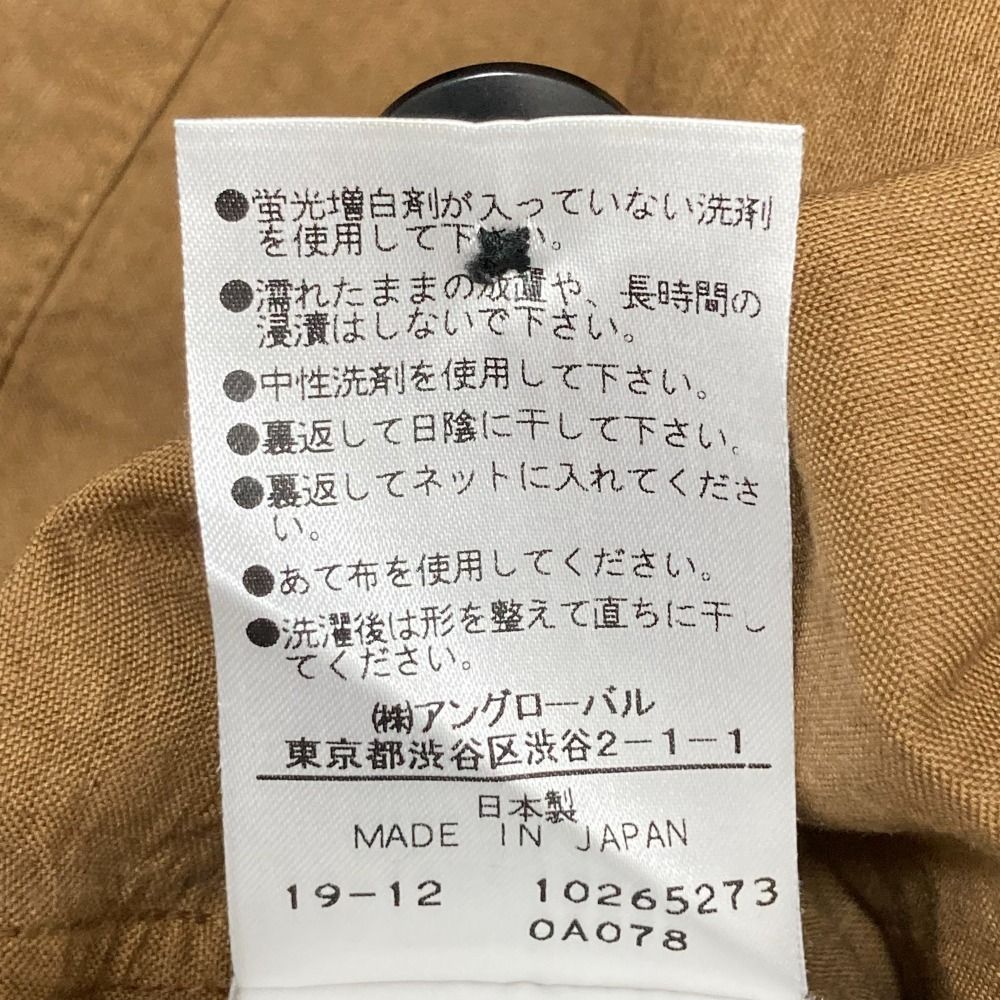 ●蛍光増白剤が入っていない洗剤
を使用して下さい。
●濡れたままの放置や、長時間の
浸漬はしないで下さい。
●中性洗剤を使用して下さい。
●裏返して日陰に干して下さい。
●裏返してネットに入れてくださ
い。
●あて布を使用してください。
●洗濯後は形を整えて直ちに干し
てください。
㈱アングローバル
東京都渋谷区渋谷2-1-1
日本製
MADE IN JAPAN
19-12 102652730
0A078